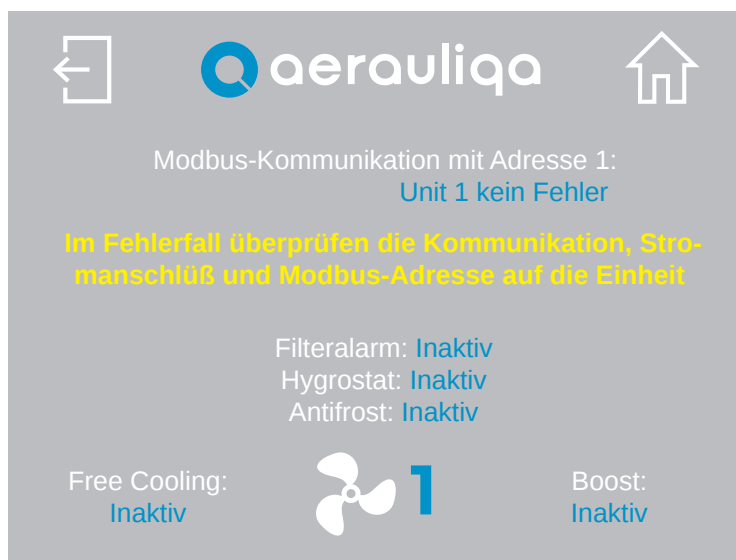 aerauliqa
Modbus-Kommunikation mit Adresse 1:
Unit 1 kein Fehler
Im Fehlerfall überprüfen die Kommunikation, Stro-
manschlüß und Modbus-Adresse auf die Einheit
Filteralarm: Inaktiv
Hygrostat: Inaktiv
Antifrost: Inaktiv
Free Cooling:
Inaktiv
1
Boost:
Inaktiv